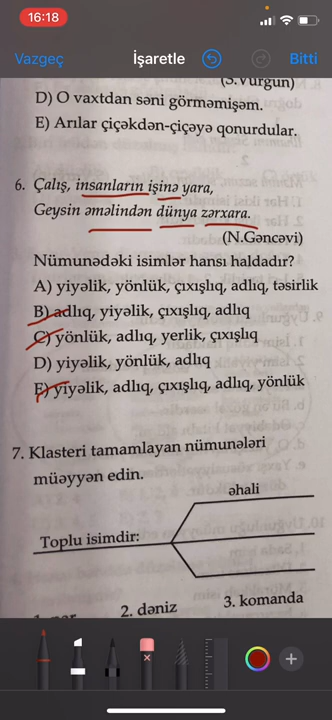 16:18
Vazgeç İşaretle Bitti
(S.Vurğun)
D) O vaxtdan səni görməmişəm.
E) Arılar çiçəkdən-çiçəyə qonurdular.
6. Çalış, insanların işinə yara,
Geysin əməlindən dünya zərxara.
(N.Gəncəvi)
Nümunədəki isimlər hansı haldadır?
A) yiyəlik, yönlük, çıxışlıq, adlıq, təsirlik
B) adlıq, yiyəlik, çıxışlıq, adlıq
C) yönlük, adlıq, yerlik, çıxışlıq
D) yiyəlik, yönlük, adlıq
E) yiyəlik, adlıq, çıxışlıq, adlıq, yönlük
7. Klasteri tamamlayan nümunələri
müəyyən edin.
əhali
Toplu isimdir:
2. dəniz 3. komanda